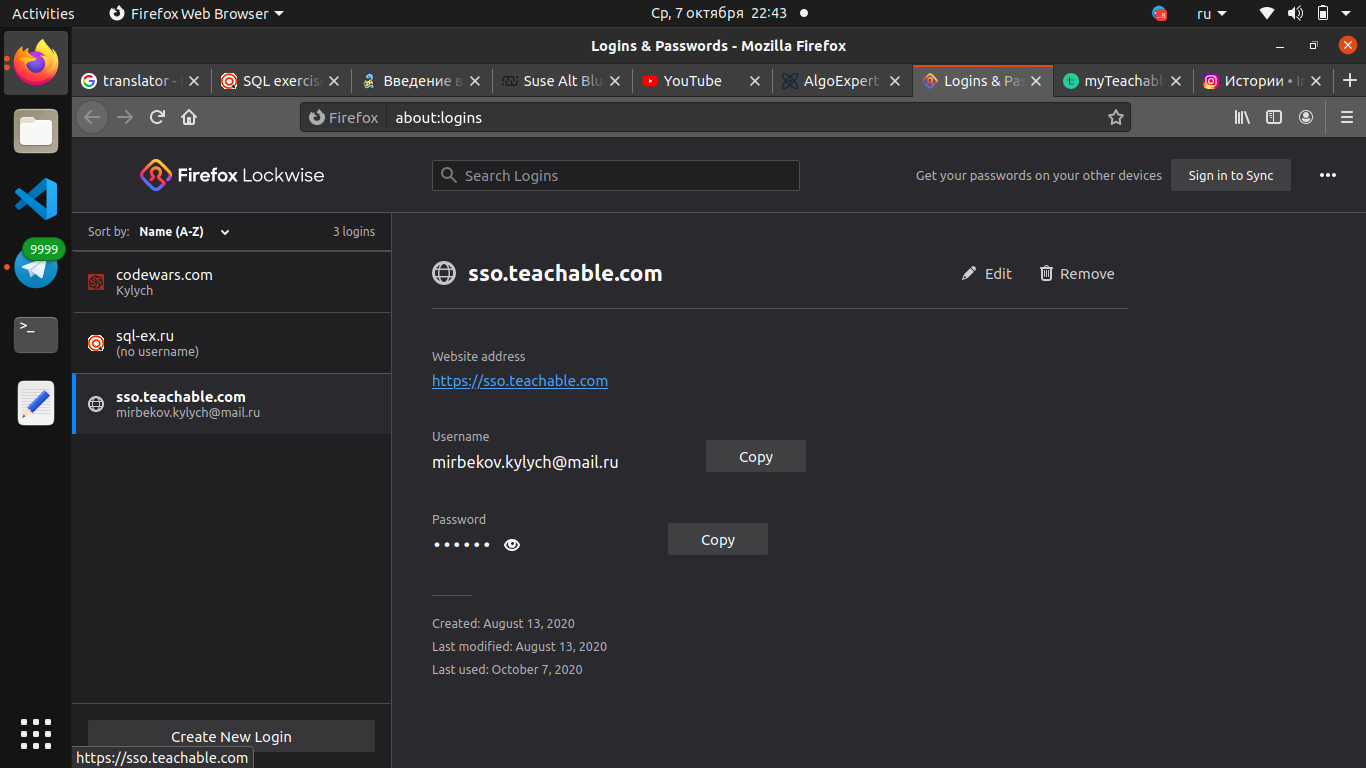 Activities Firefox Web Browser Ср, 7 октября 22:43 ru
Logins & Passwords - Mozilla Firefox
translator - SQL exercis Введение в Suse Alt Blu YouTube AlgoExpert Logins & Pas myTeachabl Истории • In
Firefox about:logins
Firefox Lockwise Search Logins Get your passwords on your other devices Sign in to Sync
Sort by: Name (A-Z) 3 logins
9999
codewars.com
Kylych
sql-ex.ru
(no username)
sso.teachable.com
mirbekov.kylych@mail.ru
Create New Login
https://sso.teachable.com
sso.teachable.com Edit Remove
Website address
https://sso.teachable.com
Username
mirbekov.kylych@mail.ru Copy
Password
•••••• Copy
Created: August 13, 2020
Last modified: August 13, 2020
Last used: October 7, 2020